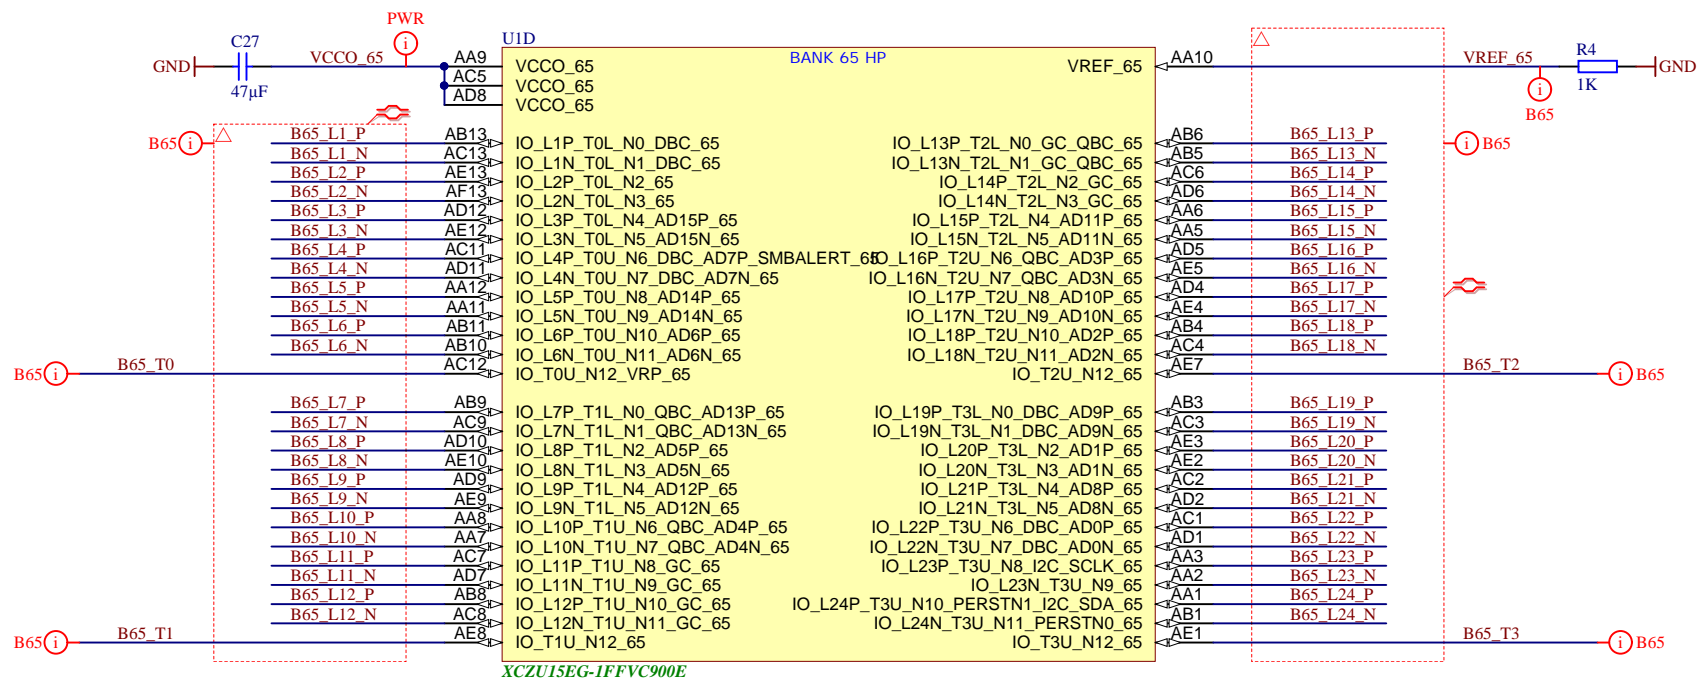 PWR
C27
U1D
BANK 65 HP
R4
GND
VCCO_65
AA9
VCCO_65
VREF_65
AA10
VREF_65
GND
47µF
AC5
VCCO_65
1K
AD8
VCCO_65
B65
B65
B65
B65_L1_P AB13 IO_L1P_T0L_N0_DBC_65 IO_L13P_T2L_N0_GC_QBC_65 AB6 B65_L13_P
B65_L1_N AC13 IO_L1N_T0L_N1_DBC_65 IO_L13N_T2L_N1_GC_QBC_65 AB5 B65_L13_N
B65_L2_P AE13 IO_L2P_T0L_N2_65 IO_L14P_T2L_N2_GC_65 AC6 B65_L14_P
B65_L2_N AF13 IO_L2N_T0L_N3_65 IO_L14N_T2L_N3_GC_65 AD6 B65_L14_N
B65_L3_P AD12 IO_L3P_T0L_N4_AD15P_65 IO_L15P_T2L_N4_AD11P_65 AA6 B65_L15_P
B65_L3_N AE12 IO_L3N_T0L_N5_AD15N_65 IO_L15N_T2L_N5_AD11N_65 AA5 B65_L15_N
B65_L4_P AC11 IO_L4P_T0U_N6_DBC_AD7P_SMBALERT_65 IO_L16P_T2U_N6_QBC_AD3P_65 AD5 B65_L16_P
B65_L4_N AD11 IO_L4N_T0U_N7_DBC_AD7N_65 IO_L16N_T2U_N7_QBC_AD3N_65 AE5 B65_L16_N
B65_L5_P AA12 IO_L5P_T0U_N8_AD14P_65 IO_L17P_T2U_N8_AD10P_65 AD4 B65_L17_P
B65_L5_N AA11 IO_L5N_T0U_N9_AD14N_65 IO_L17N_T2U_N9_AD10N_65 AE4 B65_L17_N
B65_L6_P AB11 IO_L6P_T0U_N10_AD6P_65 IO_L18P_T2U_N10_AD2P_65 AB4 B65_L18_P
B65_L6_N AB10 IO_L6N_T0U_N11_AD6N_65 IO_L18N_T2U_N11_AD2N_65 AC4 B65_L18_N
B65 B65_T0 AC12 IO_T0U_N12_VRP_65 IO_T2U_N12_65 AE7 B65_T2 B65
B65_L7_P AB9 IO_L7P_T1L_N0_QBC_AD13P_65 IO_L19P_T3L_N0_DBC_AD9P_65 AB3 B65_L19_P
B65_L7_N AC9 IO_L7N_T1L_N1_QBC_AD13N_65 IO_L19N_T3L_N1_DBC_AD9N_65 AC3 B65_L19_N
B65_L8_P AD10 IO_L8P_T1L_N2_AD5P_65 IO_L20P_T3L_N2_AD1P_65 AE3 B65_L20_P
B65_L8_N AE10 IO_L8N_T1L_N3_AD5N_65 IO_L20N_T3L_N3_AD1N_65 AE2 B65_L20_N
B65_L9_P AD9 IO_L9P_T1L_N4_AD12P_65 IO_L21P_T3L_N4_AD8P_65 AC2 B65_L21_P
B65_L9_N AE9 IO_L9N_T1L_N5_AD12N_65 IO_L21N_T3L_N5_AD8N_65 AD2 B65_L21_N
B65_L10_P AA8 IO_L10P_T1U_N6_QBC_AD4P_65 IO_L22P_T3U_N6_DBC_AD0P_65 AC1 B65_L22_P
B65_L10_N AA7 IO_L10N_T1U_N7_QBC_AD4N_65 IO_L22N_T3U_N7_DBC_AD0N_65 AD1 B65_L22_N
B65_L11_P AC7 IO_L11P_T1U_N8_GC_65 IO_L23P_T3U_N8_I2C_SCLK_65 AA3 B65_L23_P
B65_L11_N AD7 IO_L11N_T1U_N9_GC_65 IO_L23N_T3U_N9_65 AA2 B65_L23_N
B65_L12_P AB8 IO_L12P_T1U_N10_GC_65 IO_L24P_T3U_N10_PERSTN1_I2C_SDA_65 AA1 B65_L24_P
B65_L12_N AC8 IO_L12N_T1U_N11_GC_65 IO_L24N_T3U_N11_PERSTN0_65 AB1 B65_L24_N
B65 B65_T1 AE8 IO_T1U_N12_65 IO_T3U_N12_65 AE1 B65_T3 B65
XCZU15EG-1FFVC900E